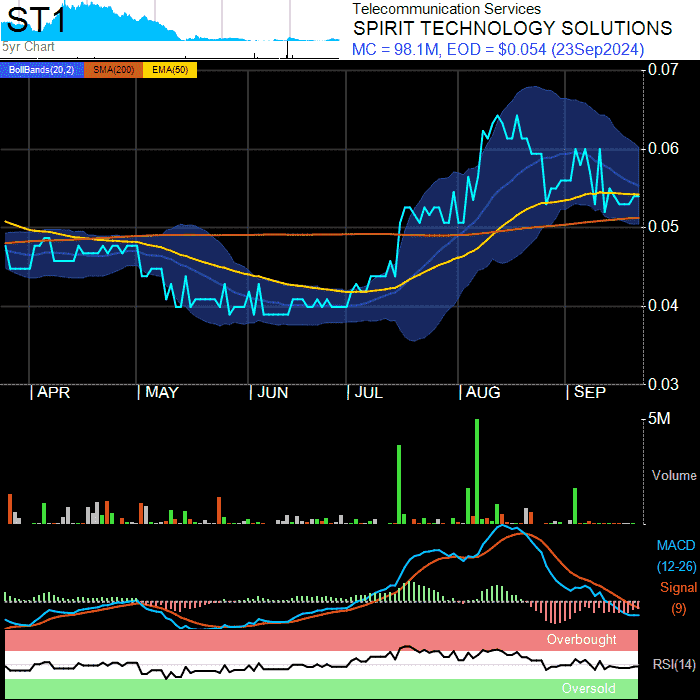 ST1
5yr Chart
Telecommunication Services
SPIRIT TECHNOLOGY SOLUTIONS
MC = 98.1M, EOD = $0.054 (23Sep2024)
BollBands(20,2) SMA(200) EMA(50)
0.07
0.06
0.05
0.04
0.03
APR MAY JUN JUL AUG SEP
5M
Volume
MACD
(12-26)
Signal
(9)
Overbought
RSI(14)
Oversold